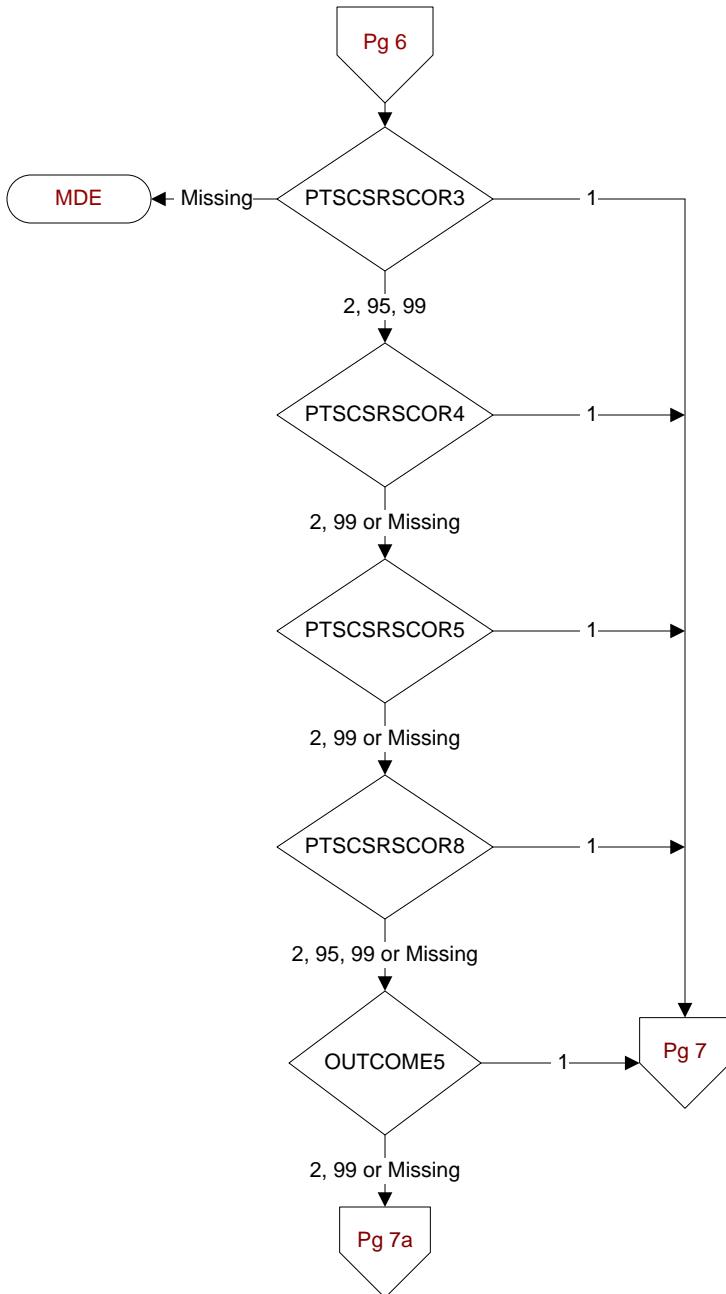 Pg 6
PTSCSRSCOR3
MDE
Missing
1
2, 95, 99
PTSCSRSCOR4
1
2, 99 or Missing
PTSCSRSCOR5
1
2, 99 or Missing
PTSCSRSCOR8
1
2, 95, 99 or Missing
OUTCOME5
1
Pg 7
2, 99 or Missing
Pg 7a